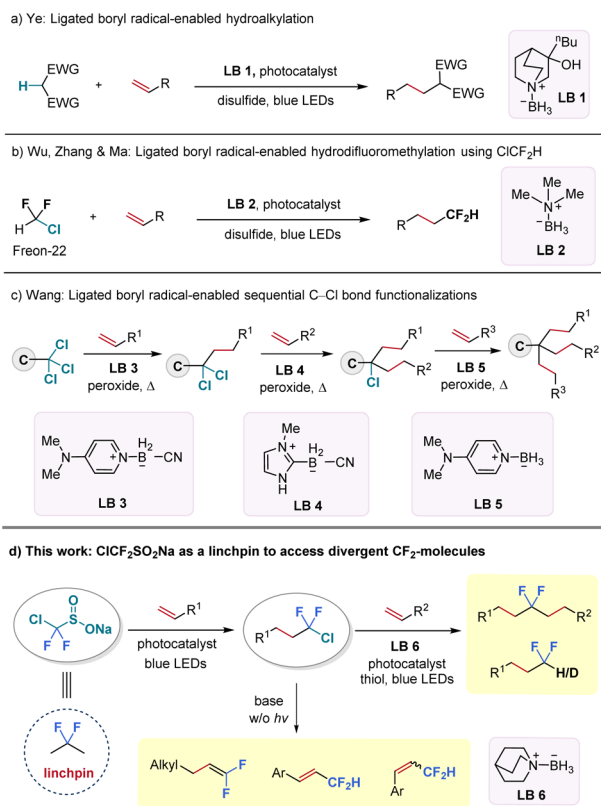 a) Ye: Ligated boryl radical-enabled hydroalkylation
H
EWG
EWG
+
R
LB 1, photocatalyst
disulfide, blue LEDs
EWG
R
EWG
nBu
OH
N+
−BH3
LB 1
b) Wu, Zhang & Ma: Ligated boryl radical-enabled hydrodifluoromethylation using ClCF2H
F F
H Cl
Freon-22
+
R
LB 2, photocatalyst
disulfide, blue LEDs
R
CF2H
Me
Me Me
N+
−BH3
LB 2
c) Wang: Ligated boryl radical-enabled sequential C–Cl bond functionalizations
C
Cl
Cl
Cl
R1
LB 3
peroxide, Δ
R1
C
Cl
Cl
R2
LB 4
peroxide, Δ
R1
C
R2
Cl
R3
LB 5
peroxide, Δ
R1
C
R2
R3
Me
N
Me
N+
H2
B−
CN
LB 3
Me
N+
N
H
H2
B−
CN
LB 4
Me
N
Me
N+
−BH3
LB 5
d) This work: ClCF2SO2Na as a linchpin to access divergent CF2-molecules
O
Cl S
ONa
F F
R1
photocatalyst
blue LEDs
F F
R1 Cl
R2
LB 6
photocatalyst
thiol, blue LEDs
F F
R1 R2
F F
R1 H/D
F F
linchpin
base
w/o hv
Alkyl
F
F
Ar
CF2H
CF2H
Ar
N+
−BH3
LB 6